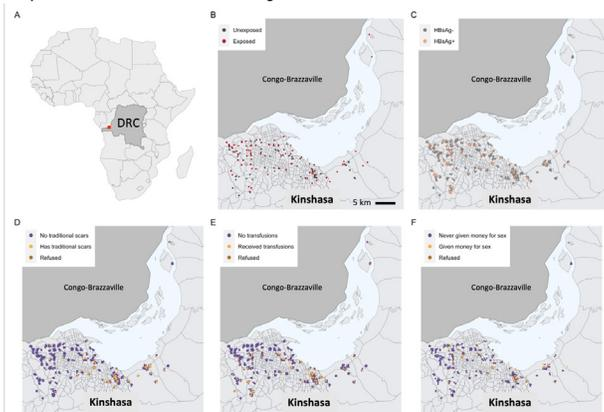 A
DRC
B
Unexposed
Exposed
Congo-Brazzaville
Kinshasa
5 km
C
HBsAg-
HBsAg+
Congo-Brazzaville
Kinshasa
D
No traditional scars
Has traditional scars
Refused
Congo-Brazzaville
Kinshasa
E
No transfusions
Received transfusions
Refused
Congo-Brazzaville
Kinshasa
F
Never given money for sex
Given money for sex
Refused
Congo-Brazzaville
Kinshasa